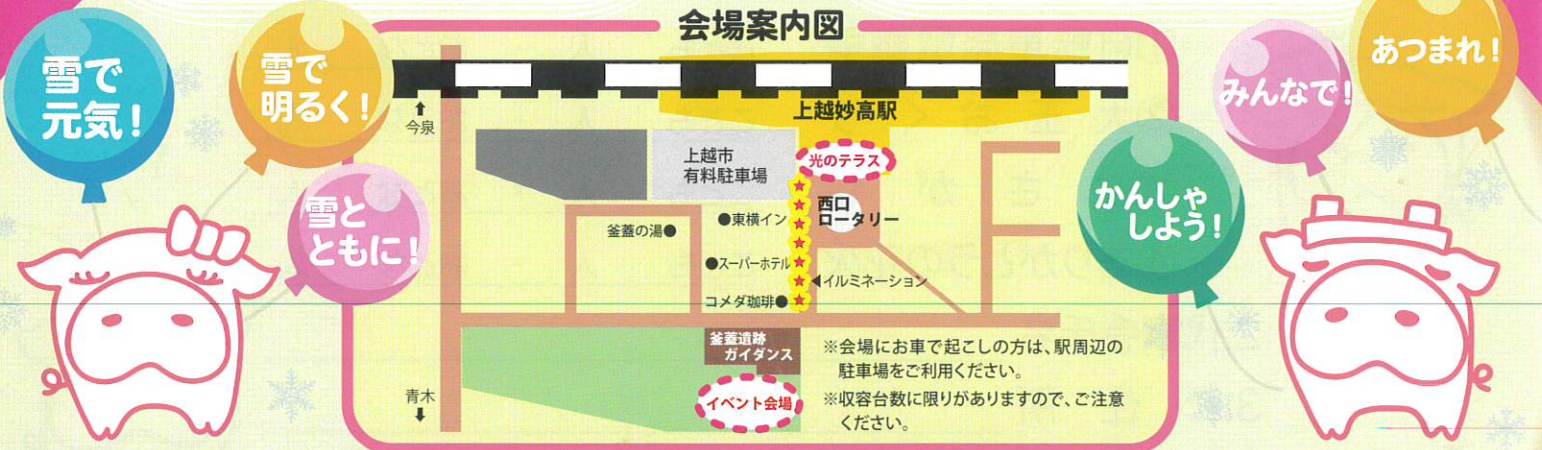 会場案内図
雪で
元気!
雪で
明るく!
雪と
ともに!
みんなで!
あつまれ!
かんしゃ
しよう!
↑
今泉
上越妙高駅
上越市
有料駐車場
光のテラス
西口
ロータリー
●東横イン
釜蓋の湯●
●スーパーホテル
◀イルミネーション
コメダ珈琲●
釜蓋遺跡
ガイダンス
イベント会場
青木
↓
※会場にお車で起こしの方は、駅周辺の
駐車場をご利用ください。
※収容台数に限りがありますので、ご注意
ください。